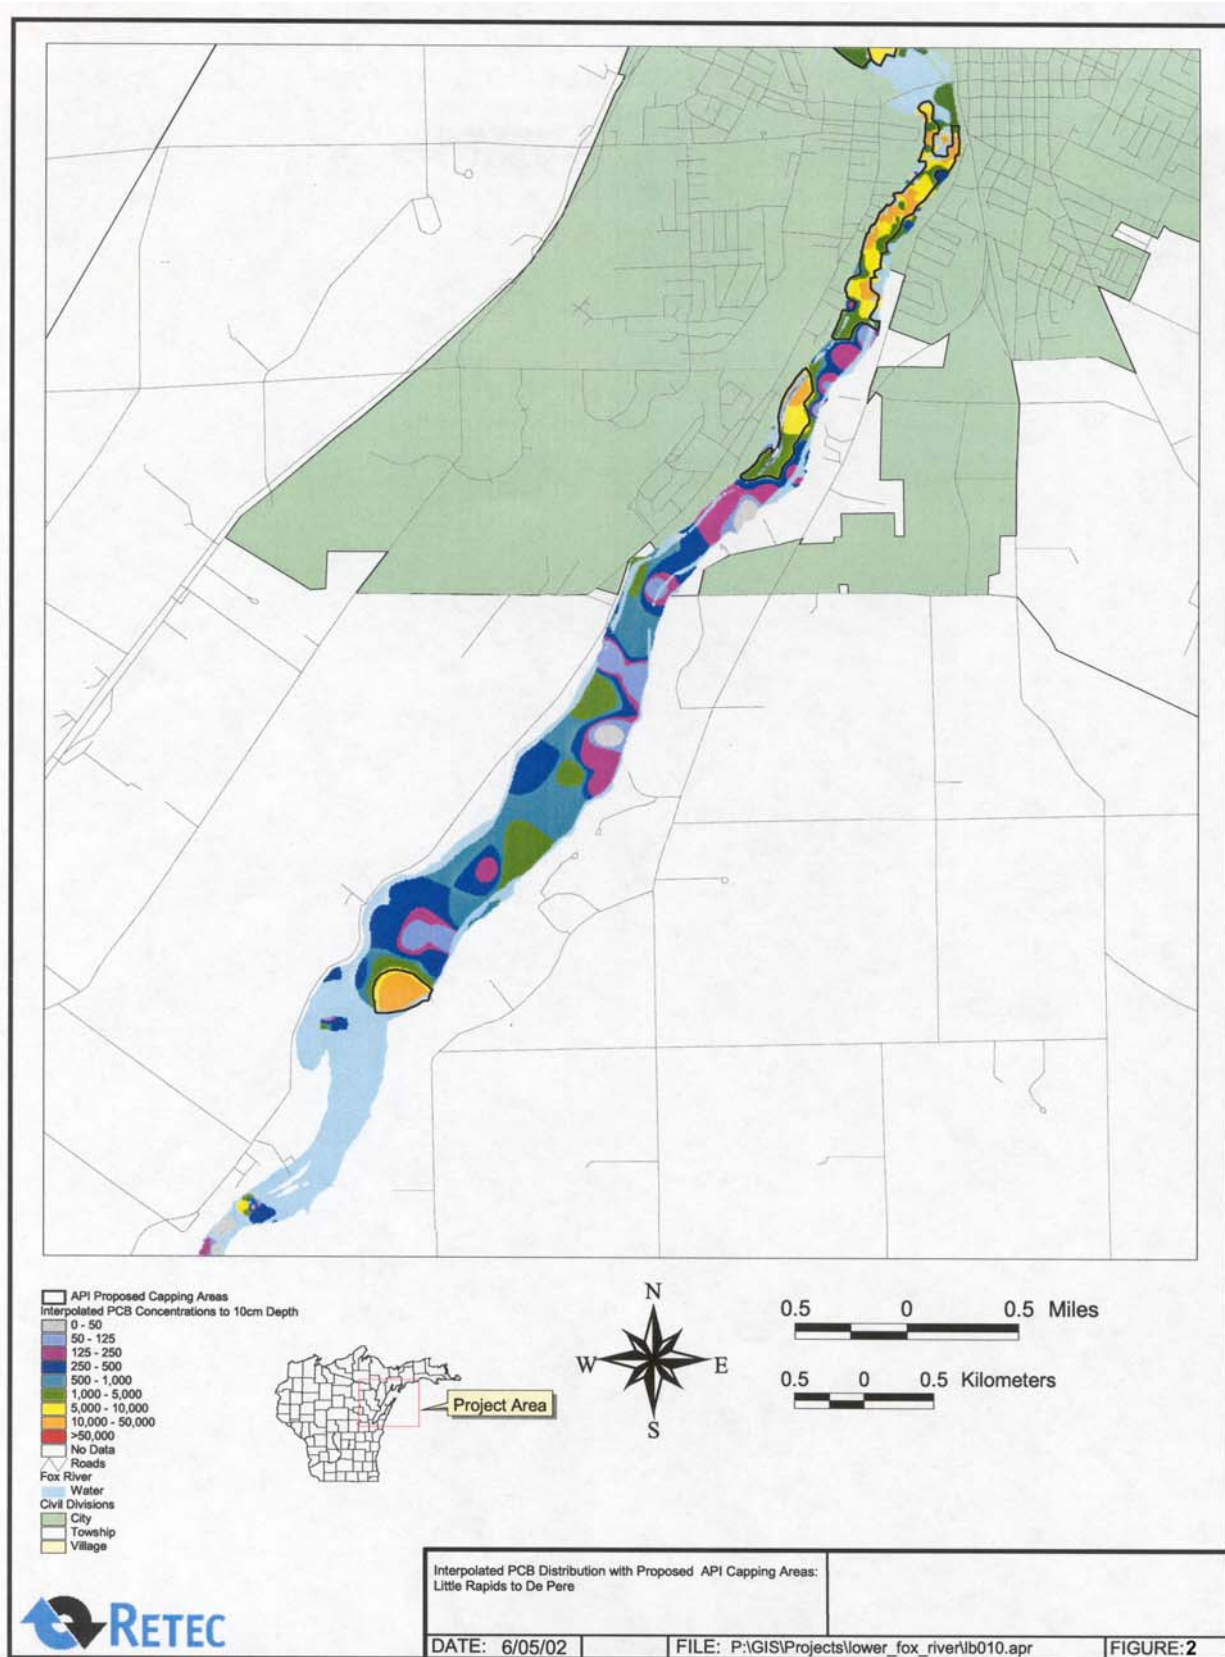 API Proposed Capping Areas
Interpolated PCB Concentrations to 10cm Depth
0 - 50
50 - 125
125 - 250
250 - 500
500 - 1,000
1,000 - 5,000
5,000 - 10,000
10,000 - 50,000
>50,000
No Data
Roads
Fox River
Water
Civil Divisions
City
Towship
Village
Project Area
N
W E
S
0.5 0 0.5 Miles
0.5 0 0.5 Kilometers
RETEC
Interpolated PCB Distribution with Proposed API Capping Areas:
Little Rapids to De Pere
DATE: 6/05/02
FILE: P:\GIS\Projects\lower_fox_river\lb010.apr
FIGURE:2